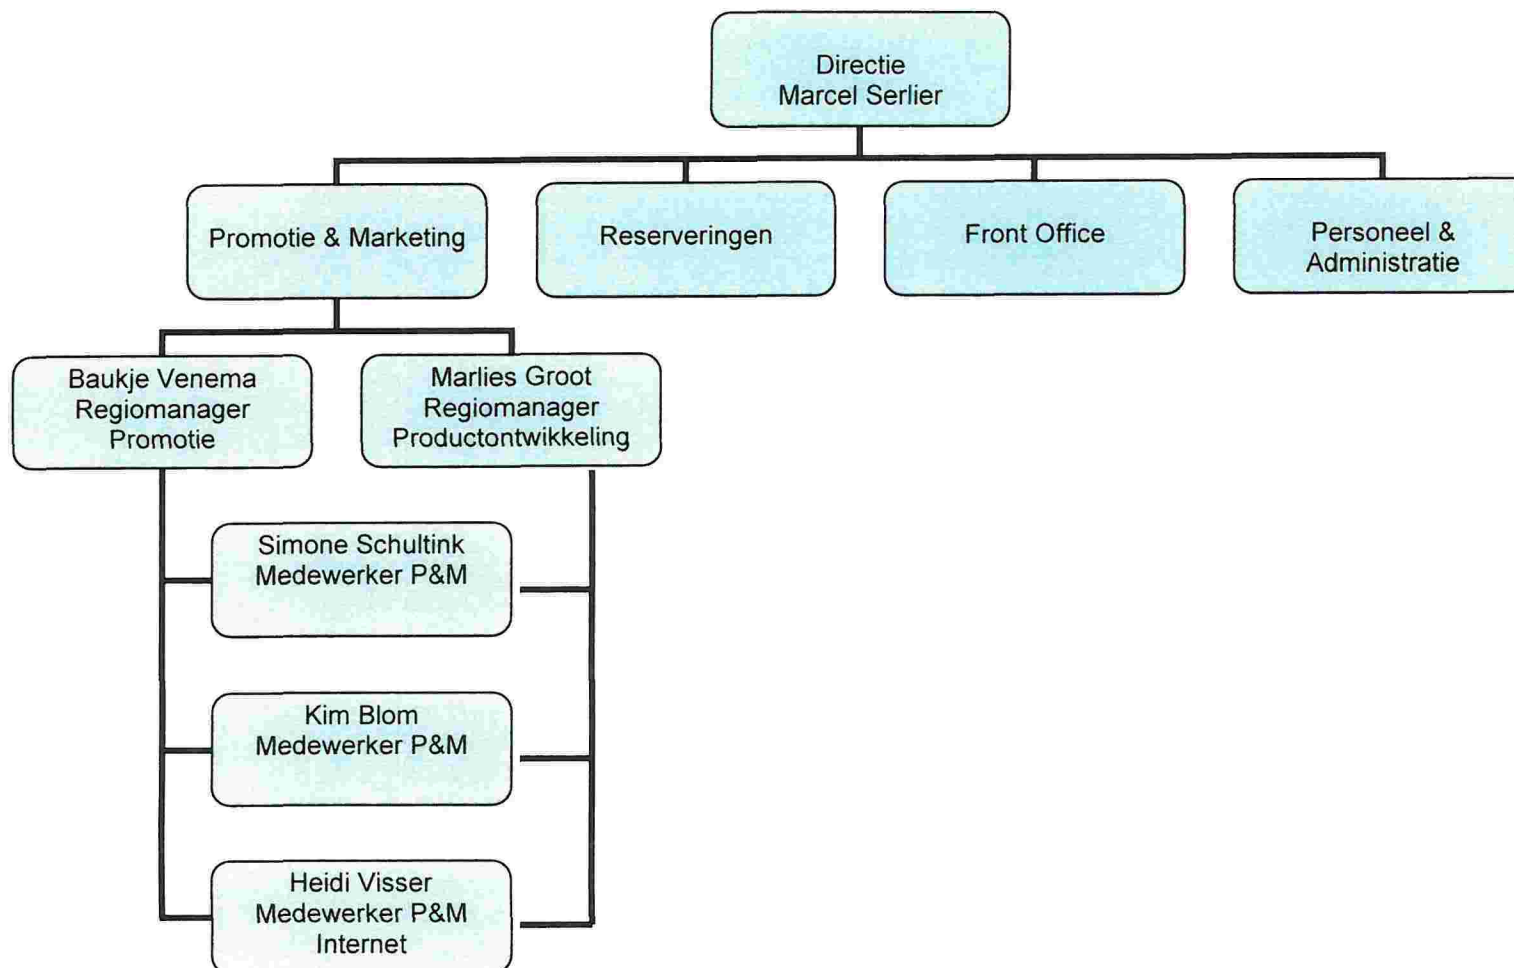 Directie
Marcel Serlier
Promotie & Marketing
Reserveringen
Front Office
Personeel &
Administratie
Baukje Venema
Regiomanager
Promotie
Marlies Groot
Regiomanager
Productontwikkeling
Simone Schultink
Medewerker P&M
Kim Blom
Medewerker P&M
Heidi Visser
Medewerker P&M
Internet